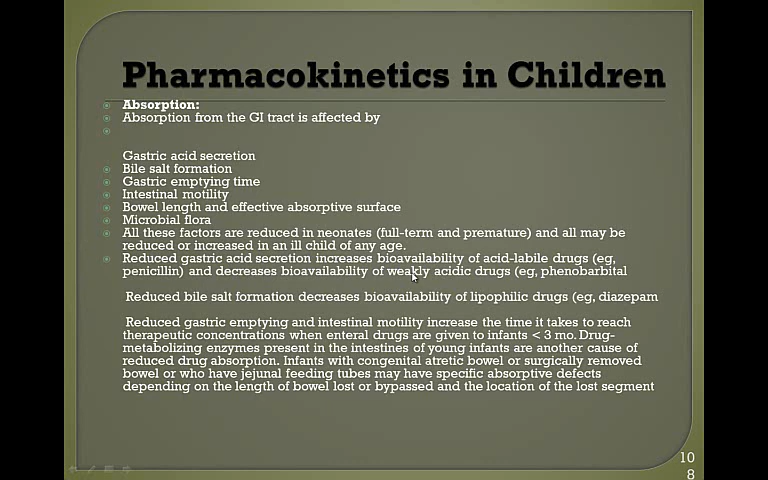 Pharmacokinetics in Children
Absorption:
Absorption from the GI tract is affected by
Gastric acid secretion
Bile salt formation
Gastric emptying time
Intestinal motility
Bowel length and effective absorptive surface
Microbial flora
All these factors are reduced in neonates (full-term and premature) and all may be
reduced or increased in an ill child of any age.
Reduced gastric acid secretion increases bioavailability of acid-labile drugs (eg,
penicillin) and decreases bioavailability of weakly acidic drugs (eg, phenobarbital
Reduced bile salt formation decreases bioavailability of lipophilic drugs (eg, diazepam
Reduced gastric emptying and intestinal motility increase the time it takes to reach
therapeutic concentrations when enteral drugs are given to infants < 3 mo. Drug-
metabolizing enzymes present in the intestines of young infants are another cause of
reduced drug absorption. Infants with congenital atretic bowel or surgically removed
bowel or who have jejunal feeding tubes may have specific absorptive defects
depending on the length of bowel lost or bypassed and the location of the lost segment
10
8